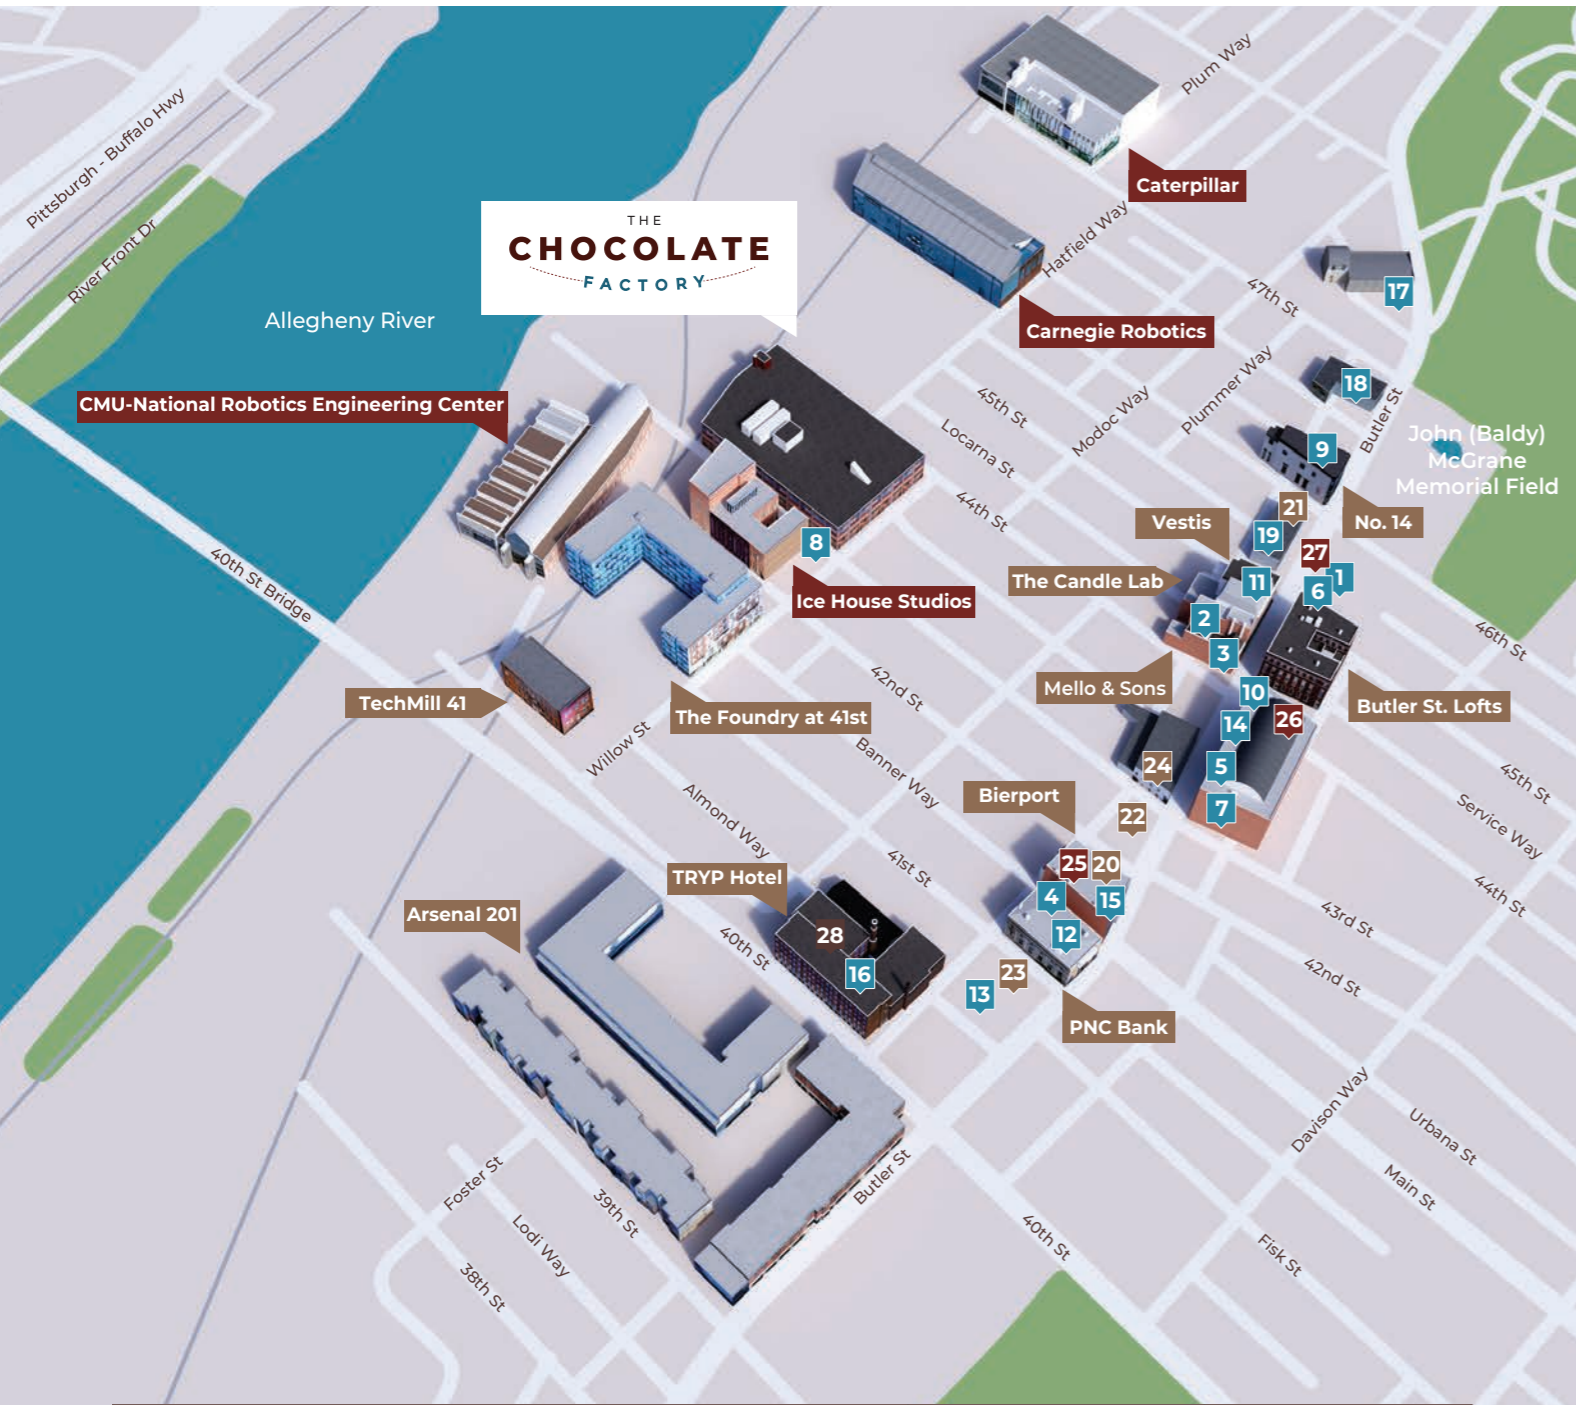 Plum Way
Pittsburgh - Buffalo Hwy
Caterpillar
THE
CHOCOLATE
FACTORY
River Front Dr
Hatfield Way
Allegheny River
47th St
17
Carnegie Robotics
CMU-National Robotics Engineering Center
45th St
Modoc Way
Plummer Way
18
Butler St
Locarna St
John (Baldy)
McGrane
Memorial Field
9
44th St
21
No. 14
Vestis
19
8
27
40th St Bridge
The Candle Lab
11
1
6
Ice House Studios
2
46th St
3
42nd St
Mello & Sons
10
TechMill 41
The Foundry at 41st
Butler St. Lofts
14
26
Willow St
Banner Way
24
5
45th St
Bierport
7
22
Almond Way
Service Way
41st St
25
20
TRYP Hotel
4
15
44th St
Arsenal 201
43rd St
28
12
40th St
16
23
42nd St
13
PNC Bank
Davison Way
Urbana St
Foster St
Butler St
Main St
39th St
Lodi Way
40th St
Fisk St
38th St